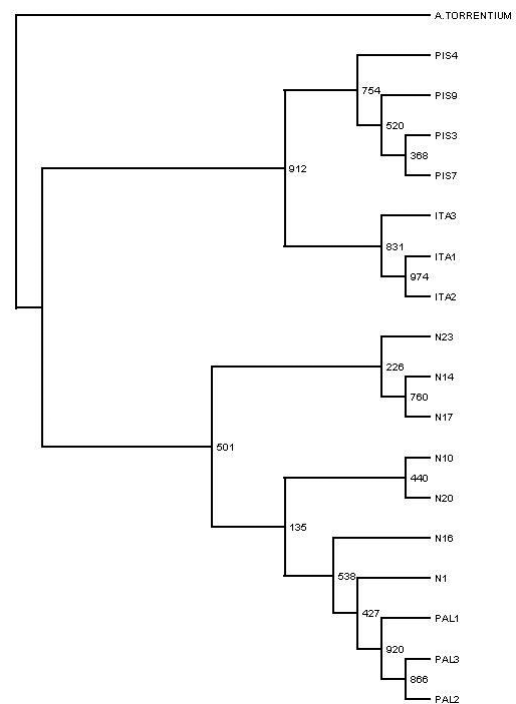 A.TORRENTIUM
PIS4
754
PIS9
520
PIS3
368
912
PIS7
ITA3
831
ITA1
974
ITA2
N23
226
N14
760
N17
501
N10
440
N20
135
N16
538
N1
427
PAL1
920
PAL3
866
PAL2